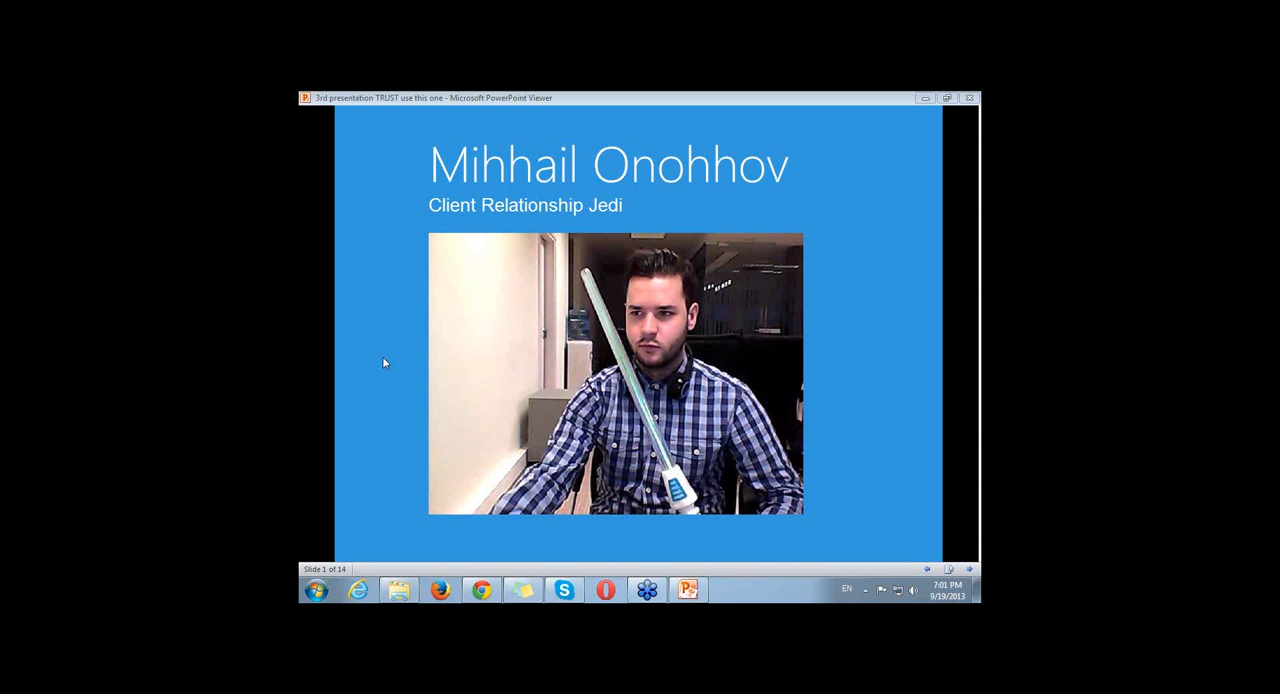 3rd presentation TRUST use this one - Microsoft PowerPoint Viewer
Mihhail Onohhov
Client Relationship Jedi
Slide 1 of 14
EN
7:01 PM
9/19/2013